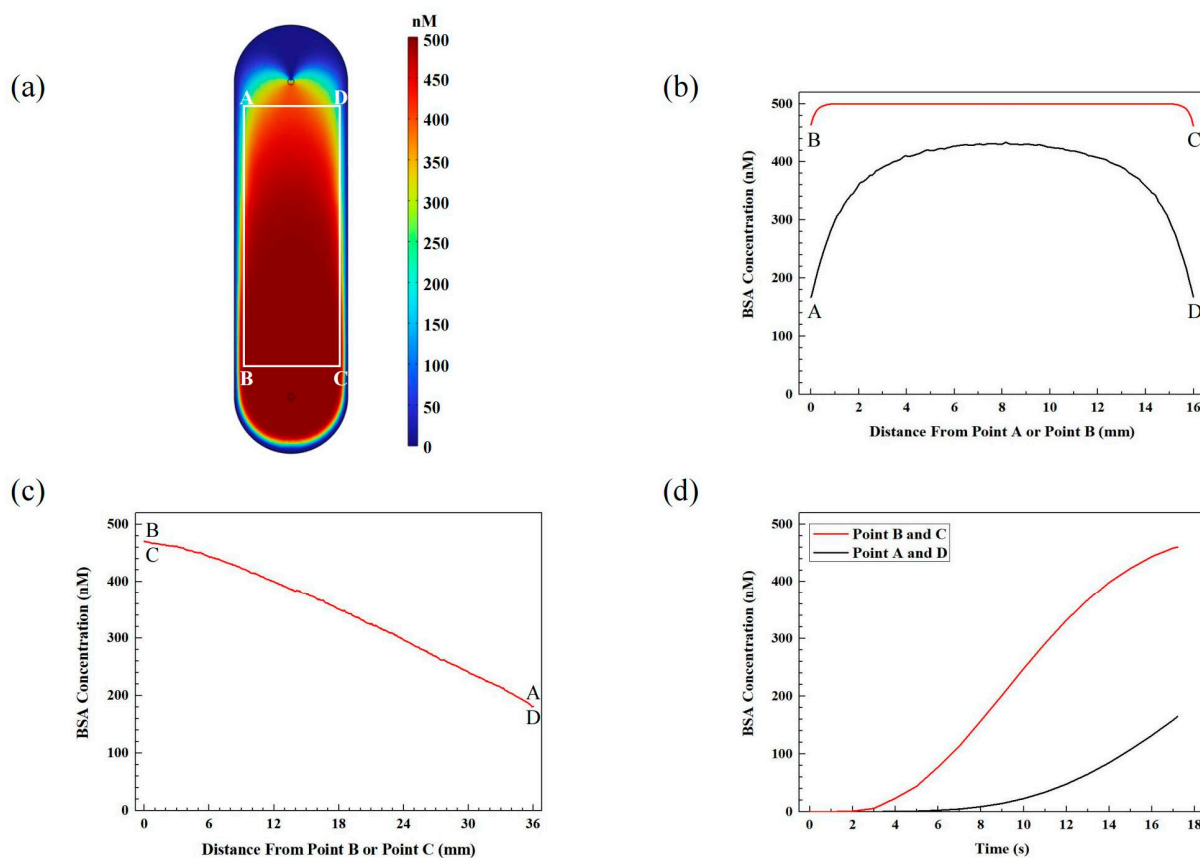 (a)
nM
500
450
400
350
300
250
200
150
100
50
0
A
D
B
C
(b)
BSA Concentration (nM)
500
400
300
200
100
0
B
C
A
D
0 2 4 6 8 10 12 14 16
Distance From Point A or Point B (mm)
(c)
BSA Concentration (nM)
500
400
300
200
100
0
B
C
A
D
0 6 12 18 24 30 36
Distance From Point B or Point C (mm)
(d)
BSA Concentration (nM)
500
400
300
200
100
0
Point B and C
Point A and D
0 2 4 6 8 10 12 14 16 18
Time (s)